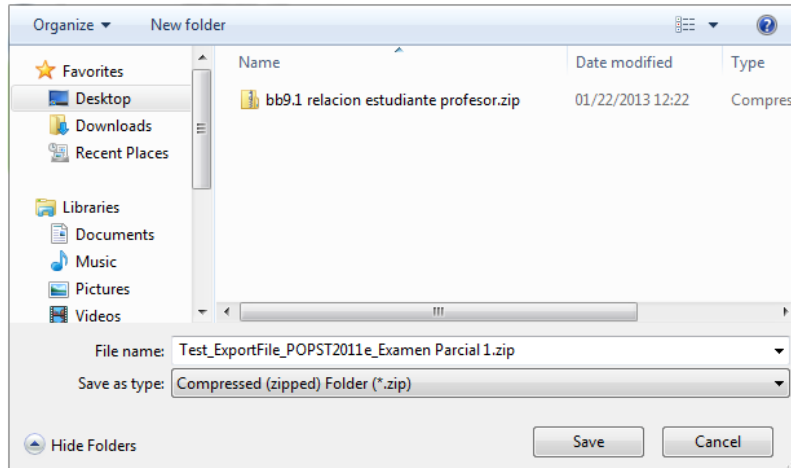 Organize New folder
Name Date modified Type
Favorites
Desktop
bb9.1 relacion estudiante profesor.zip 01/22/2013 12:22 Compres
Downloads
Recent Places
Libraries
Documents
Music
Pictures
Videos
File name: Test_ExportFile_POPST2011e_Examen Parcial 1.zip
Save as type: Compressed (zipped) Folder (*.zip)
Hide Folders Save Cancel